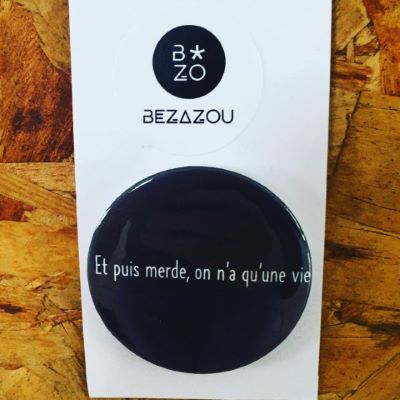 B*
ZO
BEZAZOU
Et puis merde, on n'a qu'une vie